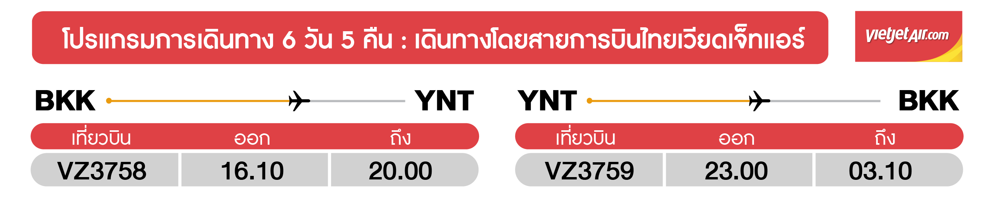 โปรแกรมการเดินทาง 6 วัน 5 คืน : เดินทางโดยสายการบินไทยเวียดเจ็ทแอร์
vietjetAir.com
BKK YNT
YNT BKK
เที่ยวบิน ออก ถึง
เที่ยวบิน ออก ถึง
VZ3758 16.10 20.00
VZ3759 23.00 03.10